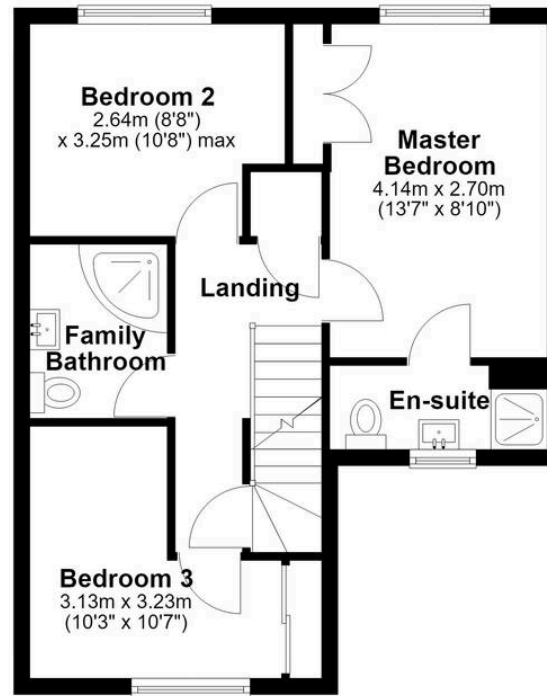 Bedroom 2
2.64m (8'8")
x 3.25m (10'8") max
Master
Bedroom
4.14m x 2.70m
(13'7" x 8'10")
Landing
Family
Bathroom
En-suite
Bedroom 3
3.13m x 3.23m
(10'3" x 10'7")